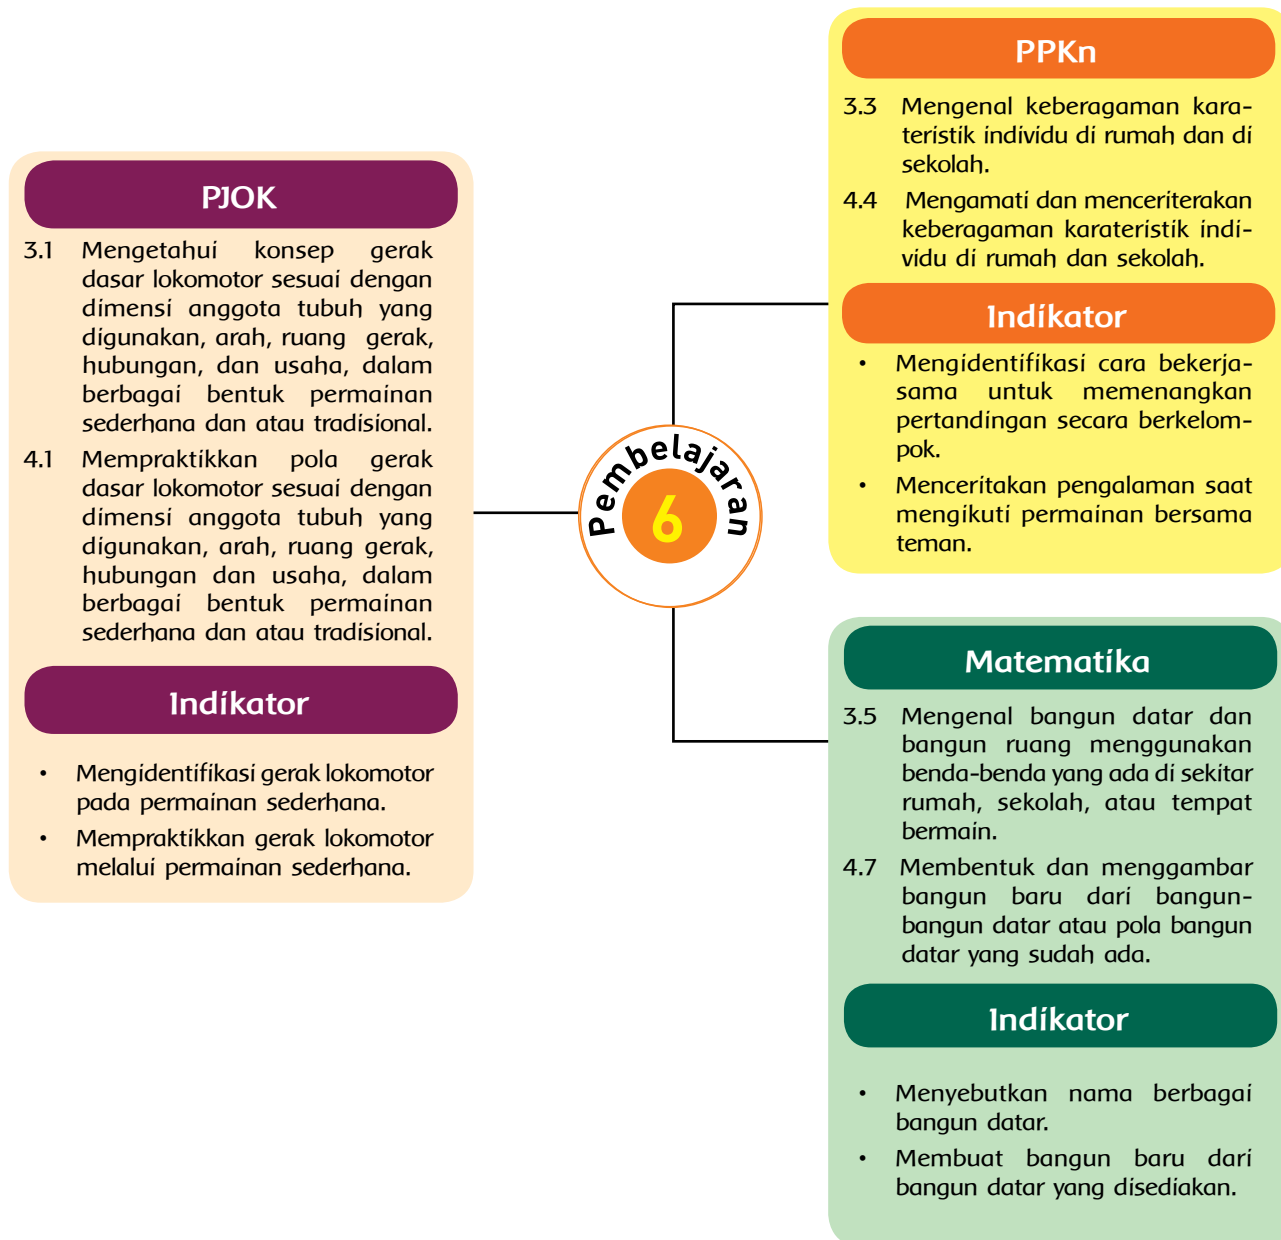 PJOK
3.1 Mengetahui konsep gerak
dasar lokomotor sesuai dengan
dimensi anggota tubuh yang
digunakan, arah, ruang gerak,
hubungan, dan usaha, dalam
berbagai bentuk permainan
sederhana dan atau tradisional.
4.1 Mempraktikkan pola gerak
dasar lokomotor sesuai dengan
dimensi anggota tubuh yang
digunakan, arah, ruang gerak,
hubungan dan usaha, dalam
berbagai bentuk permainan
sederhana dan atau tradisional.
Indikator
• Mengidentifikasi gerak lokomotor
pada permainan sederhana.
• Mempraktikkan gerak lokomotor
melalui permainan sederhana.
Pembelajaran
6
PPKn
3.3 Mengenal keberagaman kara-
teristik individu di rumah dan di
sekolah.
4.4 Mengamati dan menceriterakan
keberagaman karateristik indi-
vidu di rumah dan sekolah.
Indikator
• Mengidentifikasi cara bekerja-
sama untuk memenangkan
pertandingan secara berkelom-
pok.
• Menceritakan pengalaman saat
mengikuti permainan bersama
teman.
Matematika
3.5 Mengenal bangun datar dan
bangun ruang menggunakan
benda-benda yang ada di sekitar
rumah, sekolah, atau tempat
bermain.
4.7 Membentuk dan menggambar
bangun baru dari bangun-
bangun datar atau pola bangun
datar yang sudah ada.
Indikator
• Menyebutkan nama berbagai
bangun datar.
• Membuat bangun baru dari
bangun datar yang disediakan.